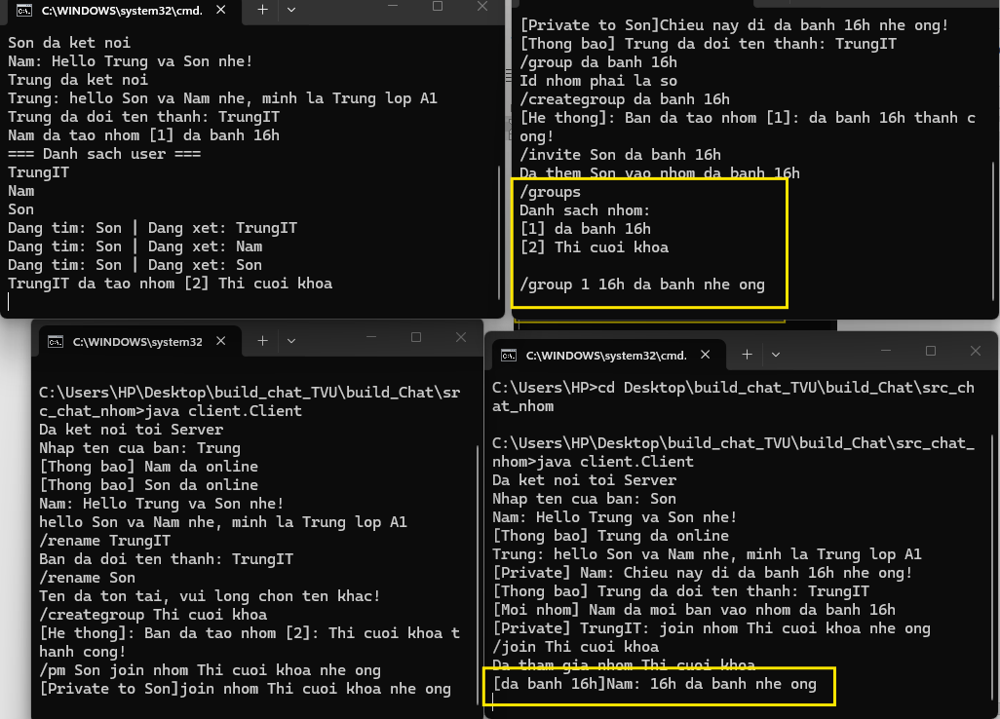 C:\WINDOWS\system32\cmd.
Son da ket noi
Nam: Hello Trung va Son nhe!
Trung da ket noi
Trung: hello Son va Nam nhe, minh la Trung lop A1
Trung da doi ten thanh: TrungIT
Nam da tao nhom [1] da banh 16h
=== Danh sach user ===
TrungIT
Nam
Son
Dang tim: Son | Dang xet: TrungIT
Dang tim: Son | Dang xet: Nam
Dang tim: Son | Dang xet: Son
TrungIT da tao nhom [2] Thi cuoi khoa
[Private to Son]Chieu nay di da banh 16h nhe ong!
[Thong bao] Trung da doi ten thanh: TrungIT
/group da banh 16h
Id nhom phai la so
/creategroup da banh 16h
[He thong]: Ban da tao nhom [1]: da banh 16h thanh c
ong!
/invite Son da banh 16h
Da them Son vao nhom da banh 16h
/groups
Danh sach nhom:
[1] da banh 16h
[2] Thi cuoi khoa
/group 1 16h da banh nhe ong
C:\WINDOWS\system32
C:\Users\HP\Desktop\build_chat_TVU\build_Chat\sr
c_chat_nhom>java client.Client
Da ket noi toi Server
Nhap ten cua ban: Trung
[Thong bao] Nam da online
[Thong bao] Son da online
Nam: Hello Trung va Son nhe!
hello Son va Nam nhe, minh la Trung lop A1
/rename TrungIT
Ban da doi ten thanh: TrungIT
/rename Son
Ten da ton tai, vui long chon ten khac!
/creategroup Thi cuoi khoa
[He thong]: Ban da tao nhom [2]: Thi cuoi khoa t
hanh cong!
/pm Son join nhom Thi cuoi khoa nhe ong
[Private to Son]join nhom Thi cuoi khoa nhe ong
C:\WINDOWS\system32\cmd.
C:\Users\HP>cd Desktop\build_chat_TVU\build_Chat\src_ch
at_nhom
C:\Users\HP\Desktop\build_chat_TVU\build_Chat\src_chat_
nhom>java client.Client
Da ket noi toi Server
Nhap ten cua ban: Son
Nam: Hello Trung va Son nhe!
[Thong bao] Trung da online
Trung: hello Son va Nam nhe, minh la Trung lop A1
[Private] Nam: Chieu nay di da banh 16h nhe ong!
[Thong bao] Trung da doi ten thanh: TrungIT
[Moi nhom] Nam da moi ban vao nhom da banh 16h
[Private] TrungIT: join nhom Thi cuoi khoa nhe ong
/join Thi cuoi khoa
Da tham gia nhom Thi cuoi khoa
[da banh 16h]Nam: 16h da banh nhe ong